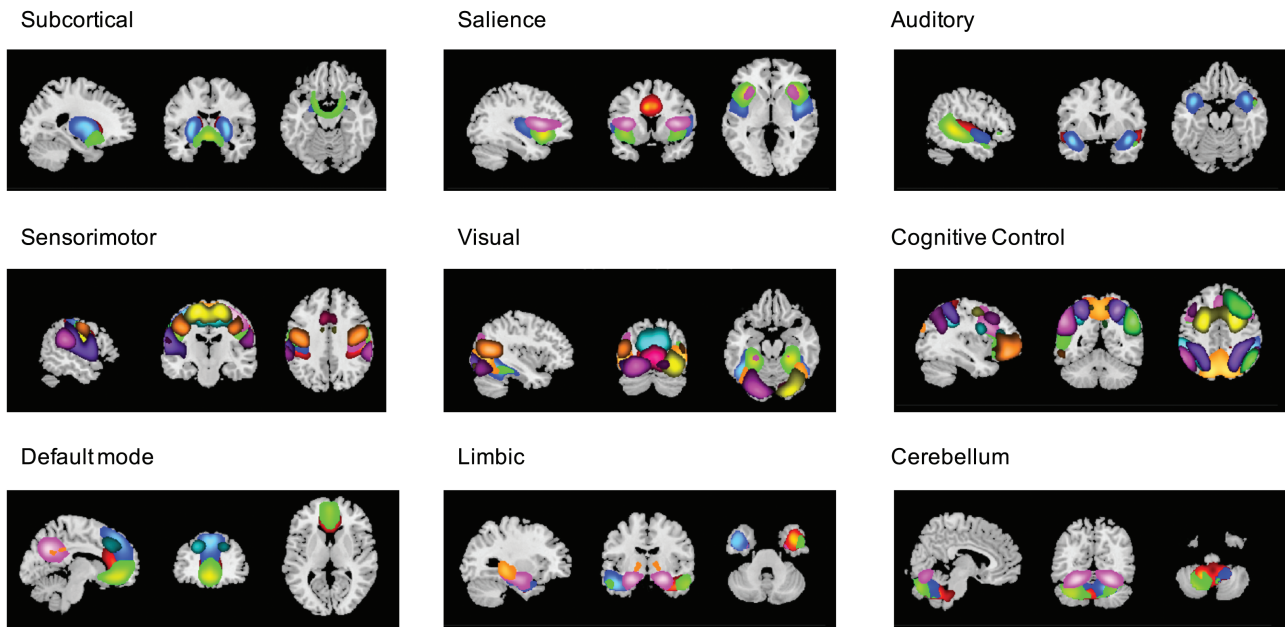 Subcortical
Salience
Auditory
Sensorimotor
Visual
Cognitive Control
Default mode
Limbic
Cerebellum